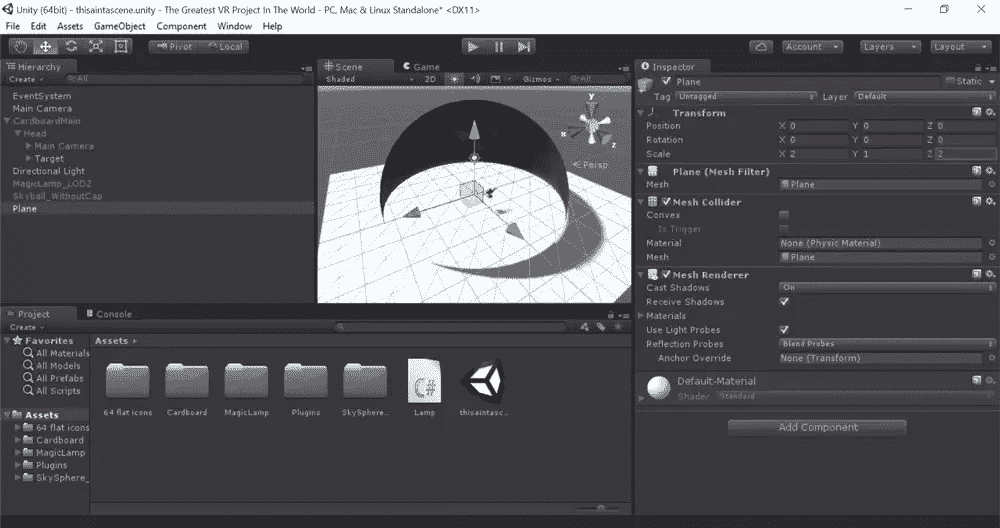 Unity (64bit) - thisaintascene.unity - The Greatest VR Project In The World - PC, Mac & Linux Standalone* <DX11>
File Edit Assets GameObject Component Window Help
Pivot Local Account Layers Layout
Hierarchy
Create All
EventSystem
Main Camera
CardboardMain
Head
Main Camera
Target
Directional Light
MagicLamp_LOD2
Skyball_WithoutCap
Plane
Scene Game
Shaded 2D Gizmos All
y
x
z
Persp
Inspector
Plane Static
Tag Untagged Layer Default
Transform
Position X 0 Y 0 Z 0
Rotation X 0 Y 0 Z 0
Scale X 2 Y 1 Z 2
Plane (Mesh Filter)
Mesh Plane
Mesh Collider
Convex
Is Trigger
Material None (Physic Material)
Mesh Plane
Mesh Renderer
Cast Shadows On
Receive Shadows
Materials
Use Light Probes
Reflection Probes Blend Probes
Anchor Override None (Transform)
Default-Material
Shader Standard
Add Component
Project Console
Create
Favorites
All Materials
All Models
All Prefabs
All Scripts
Assets
64 flat icons
Cardboard
MagicLamp
Plugins
SkySphere_
Assets
64 flat icons Cardboard MagicLamp Plugins SkySphere... Lamp thisaintasc...
C#